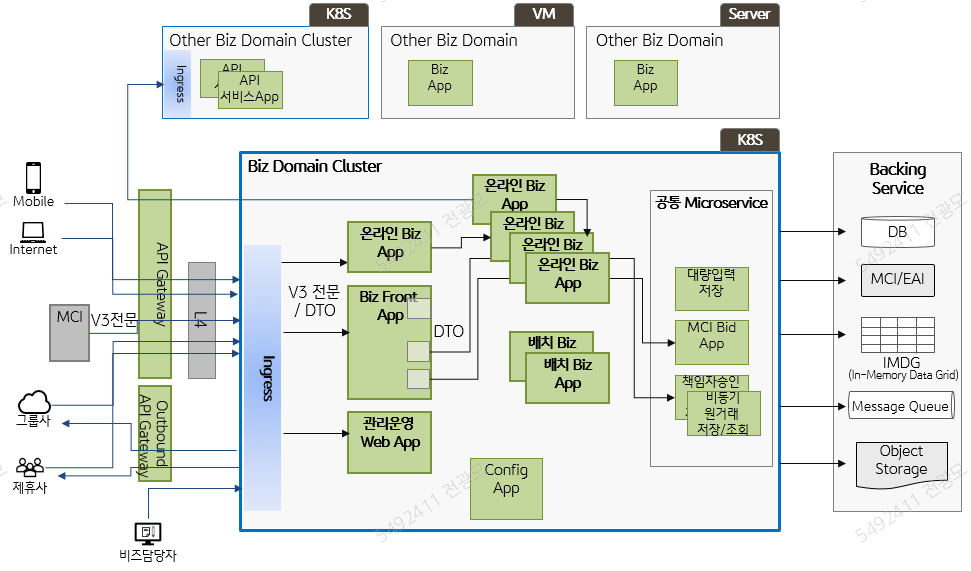 K8S
VM
Server
Other Biz Domain Cluster
Other Biz Domain
Other Biz Domain
Ingress
API
API
서비스App
Biz
App
Biz
App
K8S
Biz Domain Cluster
Mobile
Internet
MCI
V3전문
API Gateway
L4
Outbound
API Gateway
그룹사
제휴사
비즈담당자
Ingress
V3 전문
/ DTO
온라인 Biz
App
Biz Front
App
DTO
관리운영
Web App
온라인 Biz
App
온라인 Biz
온라인 Biz
온라인 Biz
App
배치 Biz
배치 Biz
App
Config
App
공통 Microservice
대량입력
저장
MCI Bid
App
책임자승인
비동기
원거래
저장/조회
Backing
Service
DB
MCI/EAI
IMDG
(In-Memory Data Grid)
Message Queue
Object
Storage
5492411 전광모
5492411 전광모
5492411 전광모
5492411 전광모